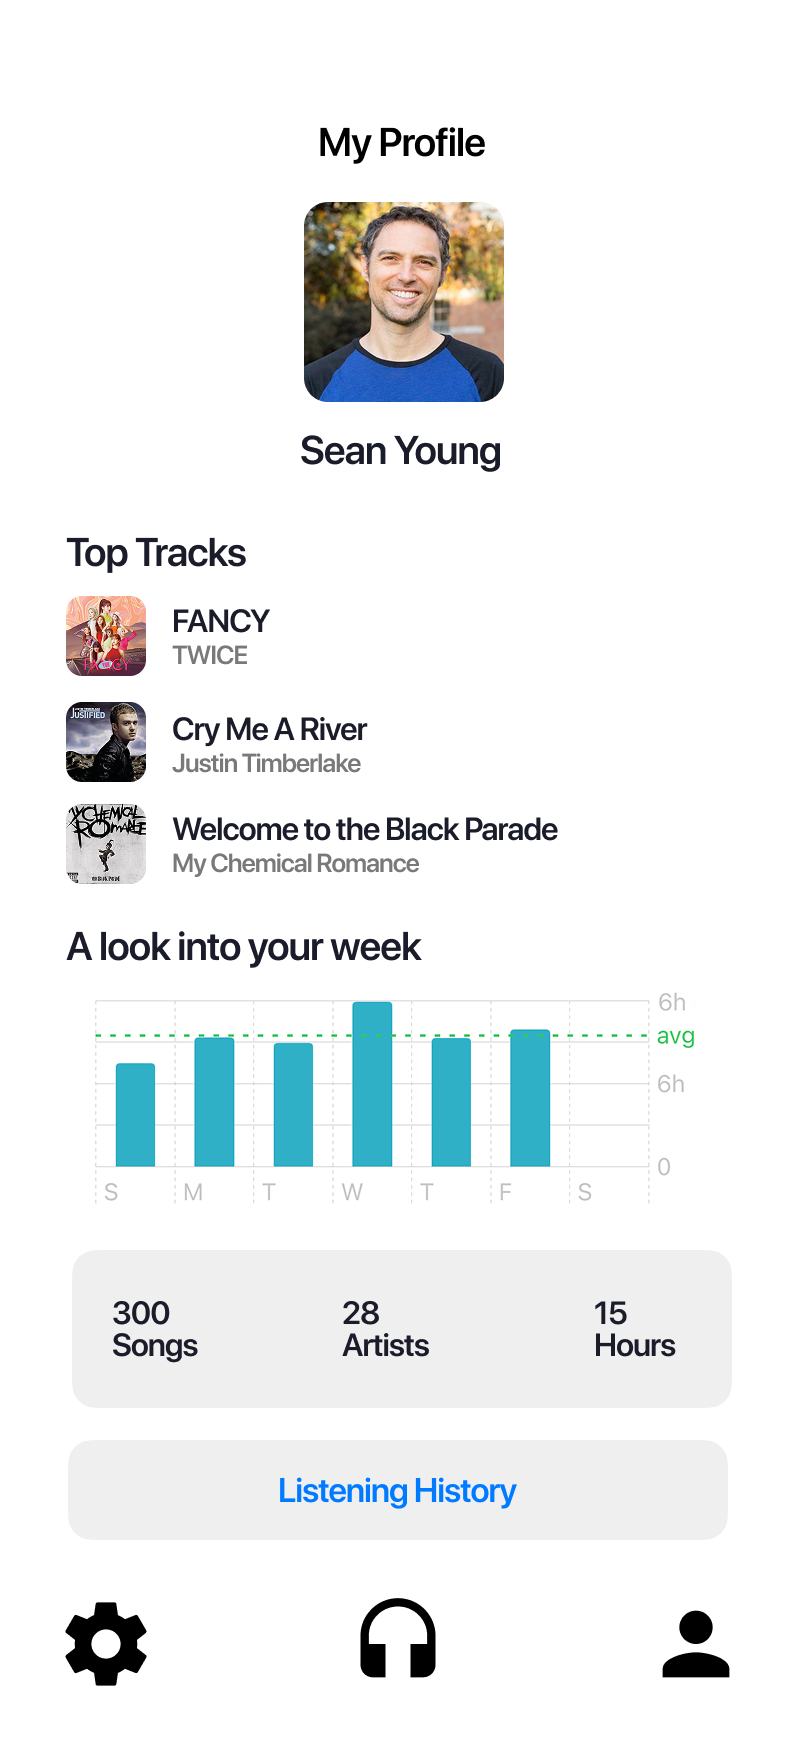 My Profile
Sean Young
Top Tracks
FANCY
FANCY
TWICE
JUSTIFIED
Cry Me A River
Justin Timberlake
MY CHEMICAL
ROMANCE
Welcome to the Black Parade
My Chemical Romance
A look into your week
6h
avg
6h
0
S M T W T F S
300 28 15
Songs Artists Hours
Listening History